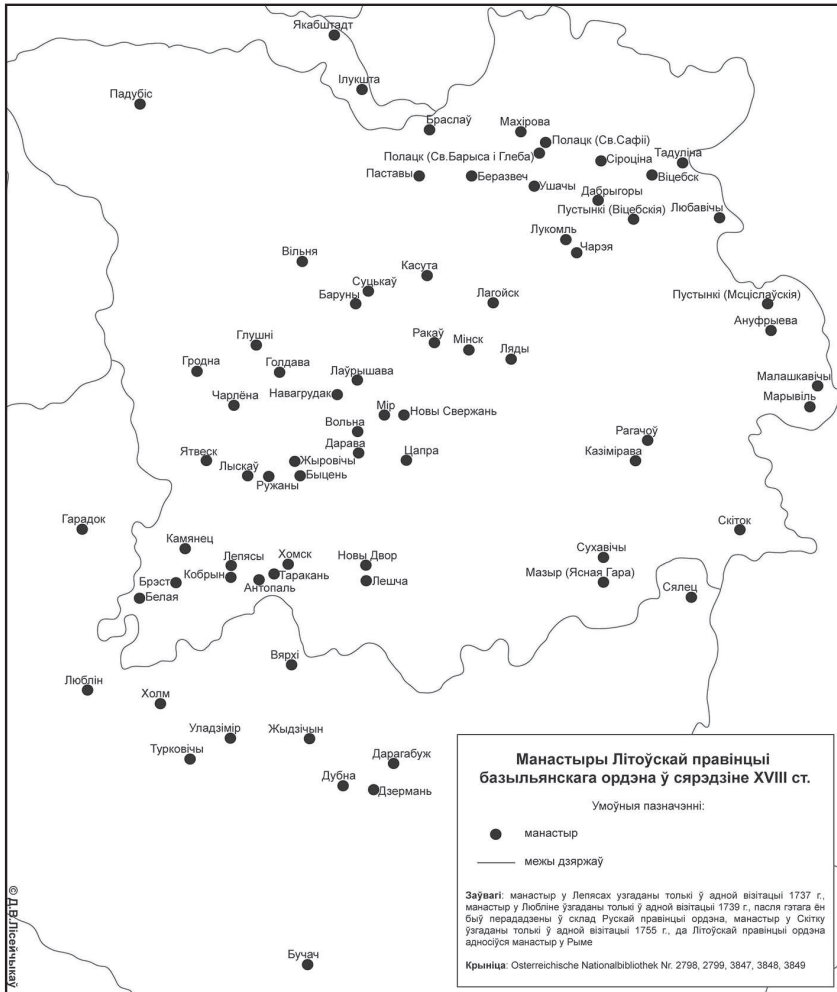 Якабштадт
Ілукшта
Падубіс
Браслаў
Махірова
Полацк (Св.Сафіі)
Полацк (Св.Барыса і Глеба)
Сіроціна
Тадуліна
Паставы
Беразвеч
Ушачы
Віцебск
Дабрыгоры
Пустынкі (Віцебскія)
Любавічы
Лукомль
Чарэя
Вільня
Касута
Суцькаў
Баруны
Лагойск
Пустынкі (Мсціслаўскія)
Ануфрыева
Глушні
Ракаў
Мінск
Ляды
Гродна
Голдава
Лаўрышава
Малашкавічы
Чарлёна
Навагрудак
Марывіль
Мір
Новы Свержань
Вольна
Рагачоў
Дарава
Ятвеск
Жыровічы
Цапра
Казімірава
Лыскаў
Ружаны
Быцень
Гарадок
Скіток
Камянец
Лепясы
Хомск
Новы Двор
Сухавічы
Кобрын
Таракань
Брэст
Антопаль
Лешча
Мазыр (Ясная Гара)
Белая
Сялец
Вярхі
Люблін
Холм
Уладзімір
Жыдзічын
Турковічы
Дарагабуж
Дубна
Дзермань
Бучач
Манастыры Літоўскай правінцыі
базыльянскага ордэна ў сярэдзіне XVIII ст.
Умоўныя пазначэнні:
манастыр
межы дзяржаў
Заўвагі: манастыр у Лепясах узгаданы толькі ў адной візітацыі 1737 г.,
манастыр у Любліне ўзгаданы толькі ў адной візітацыі 1739 г., пасля гэтага ён
быў перададзены ў склад Рускай правінцыі ордэна, манастыр у Скітку
ўзгаданы толькі ў адной візітацыі 1755 г., да Літоўскай правінцыі ордэна
адносіўся манастыр у Рыме
Крыніца: Osterreichische Nationalbibliothek Nr. 2798, 2799, 3847, 3848, 3849
© Д.В.Лісейчыкаў